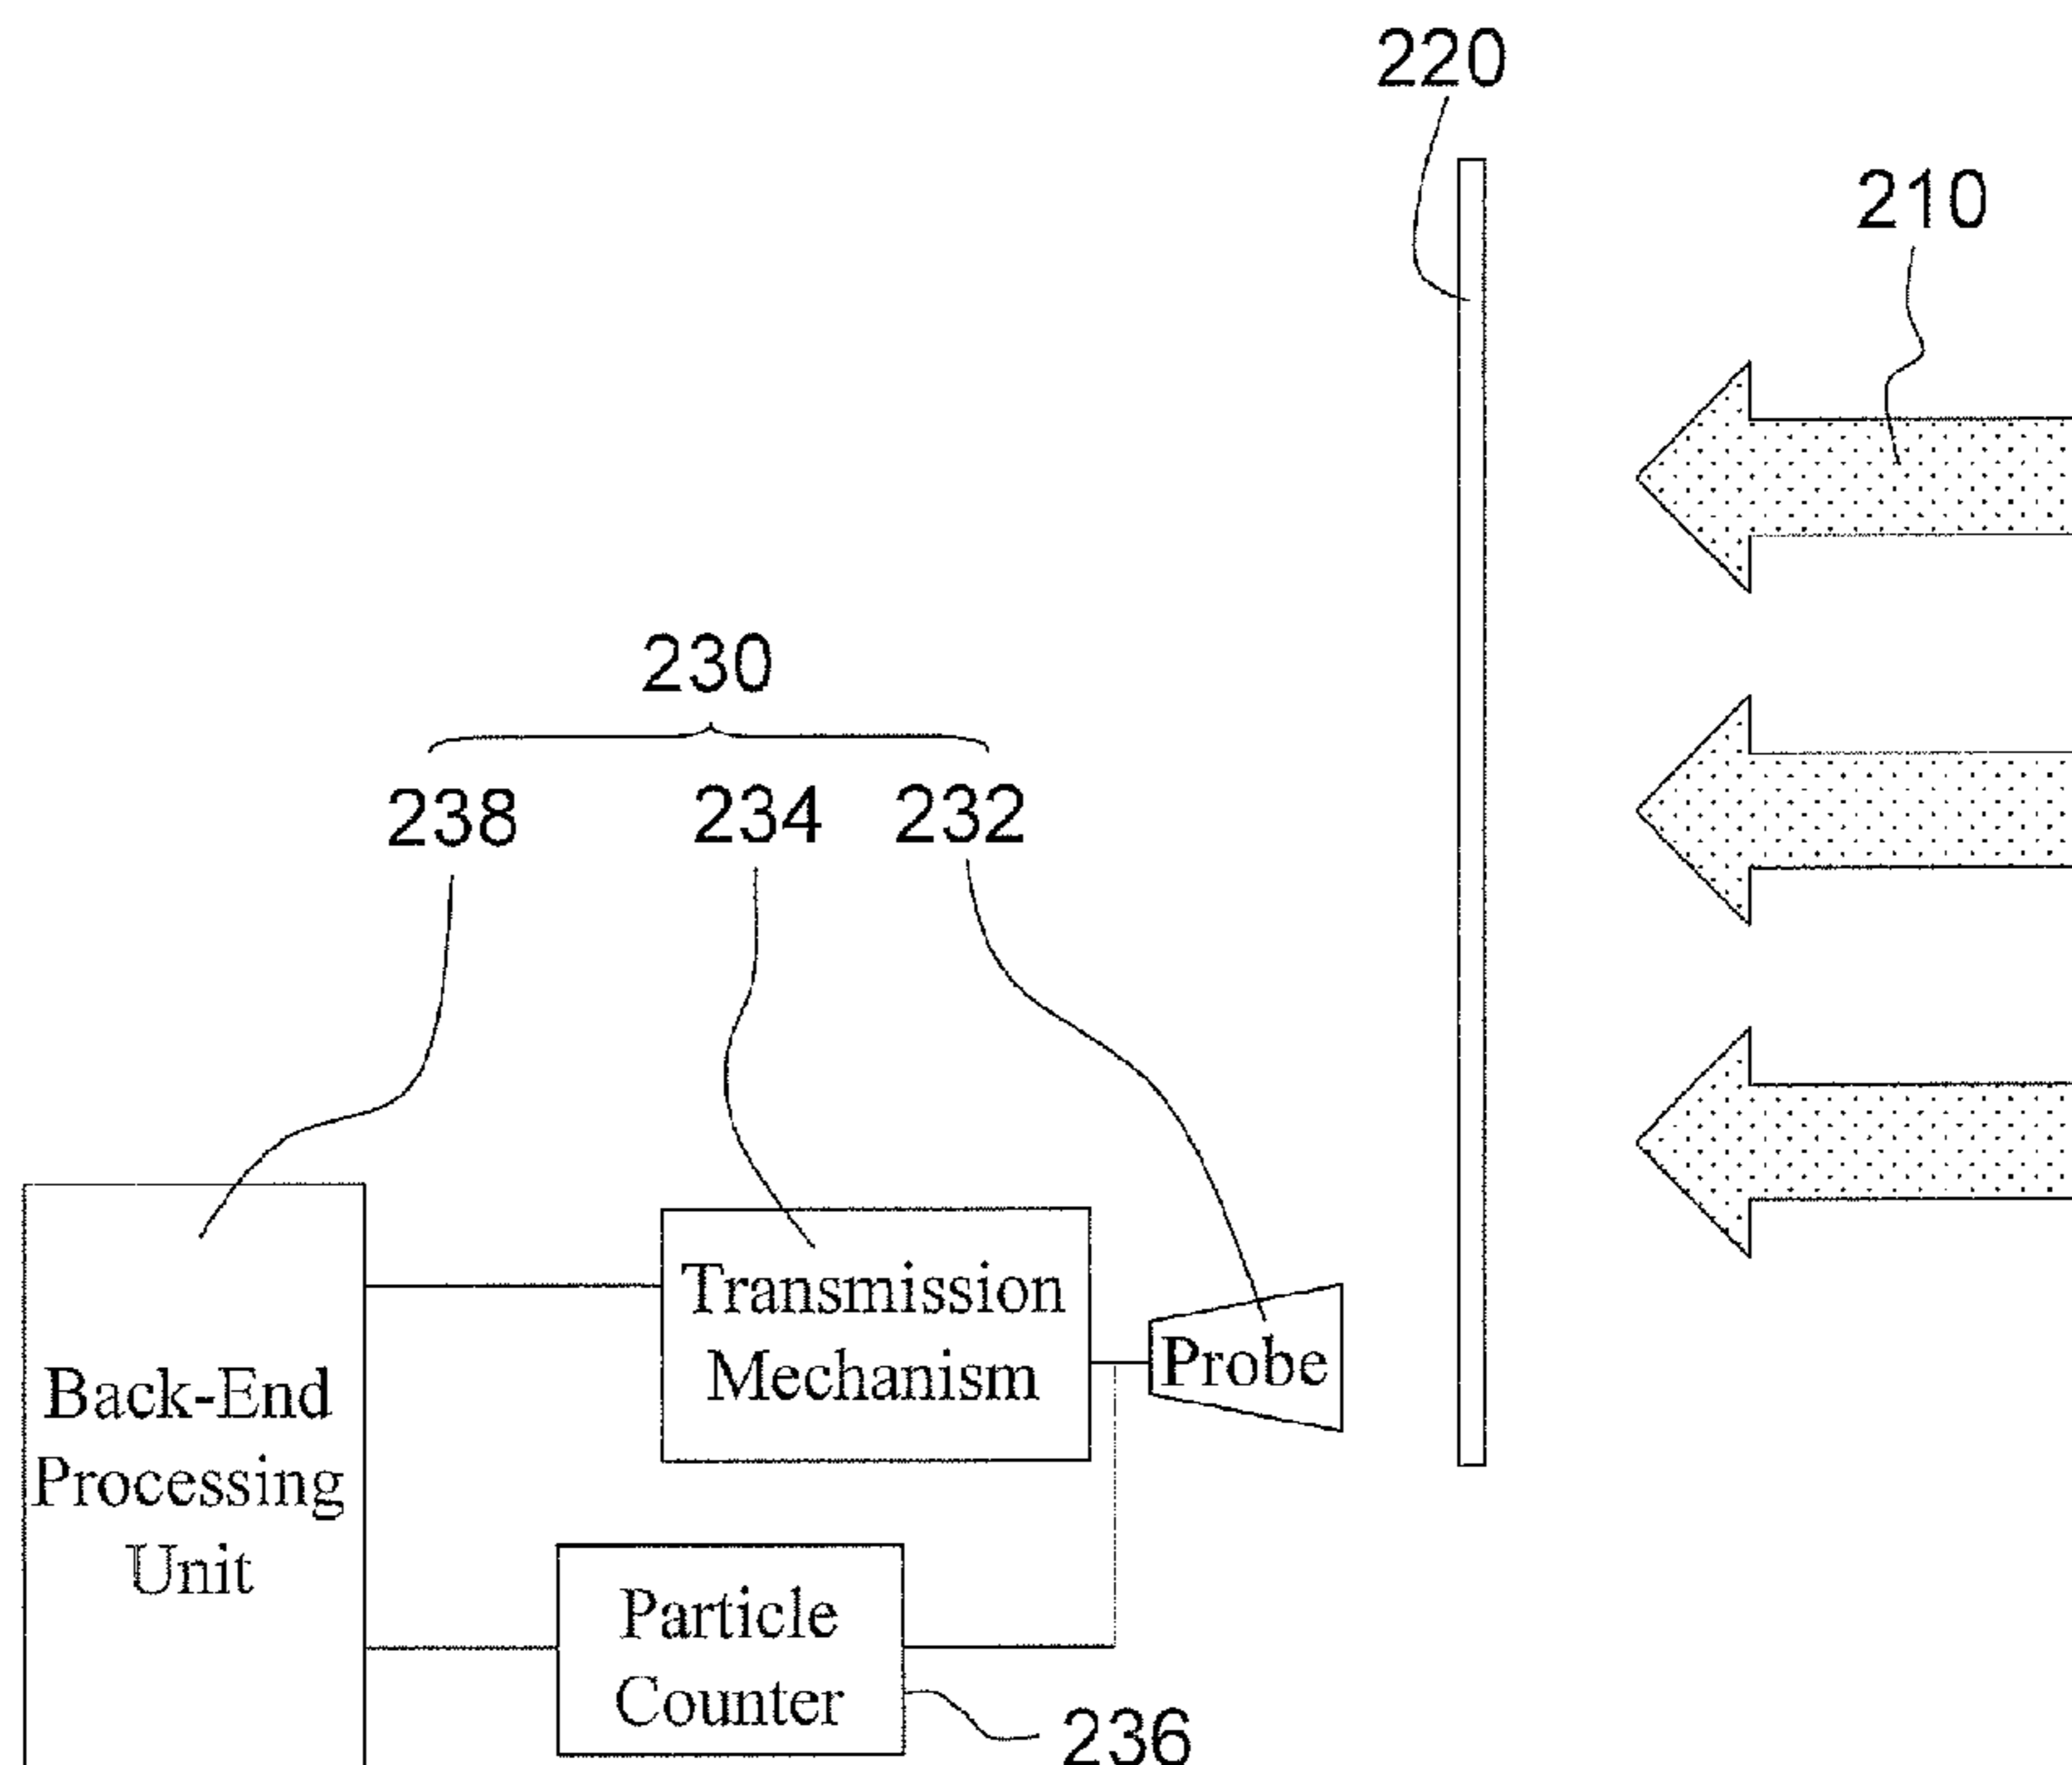 220
210
230
238
234
232
Transmission
Mechanism
Probe
Back-End
Processing
Unit
Particle
Counter
236